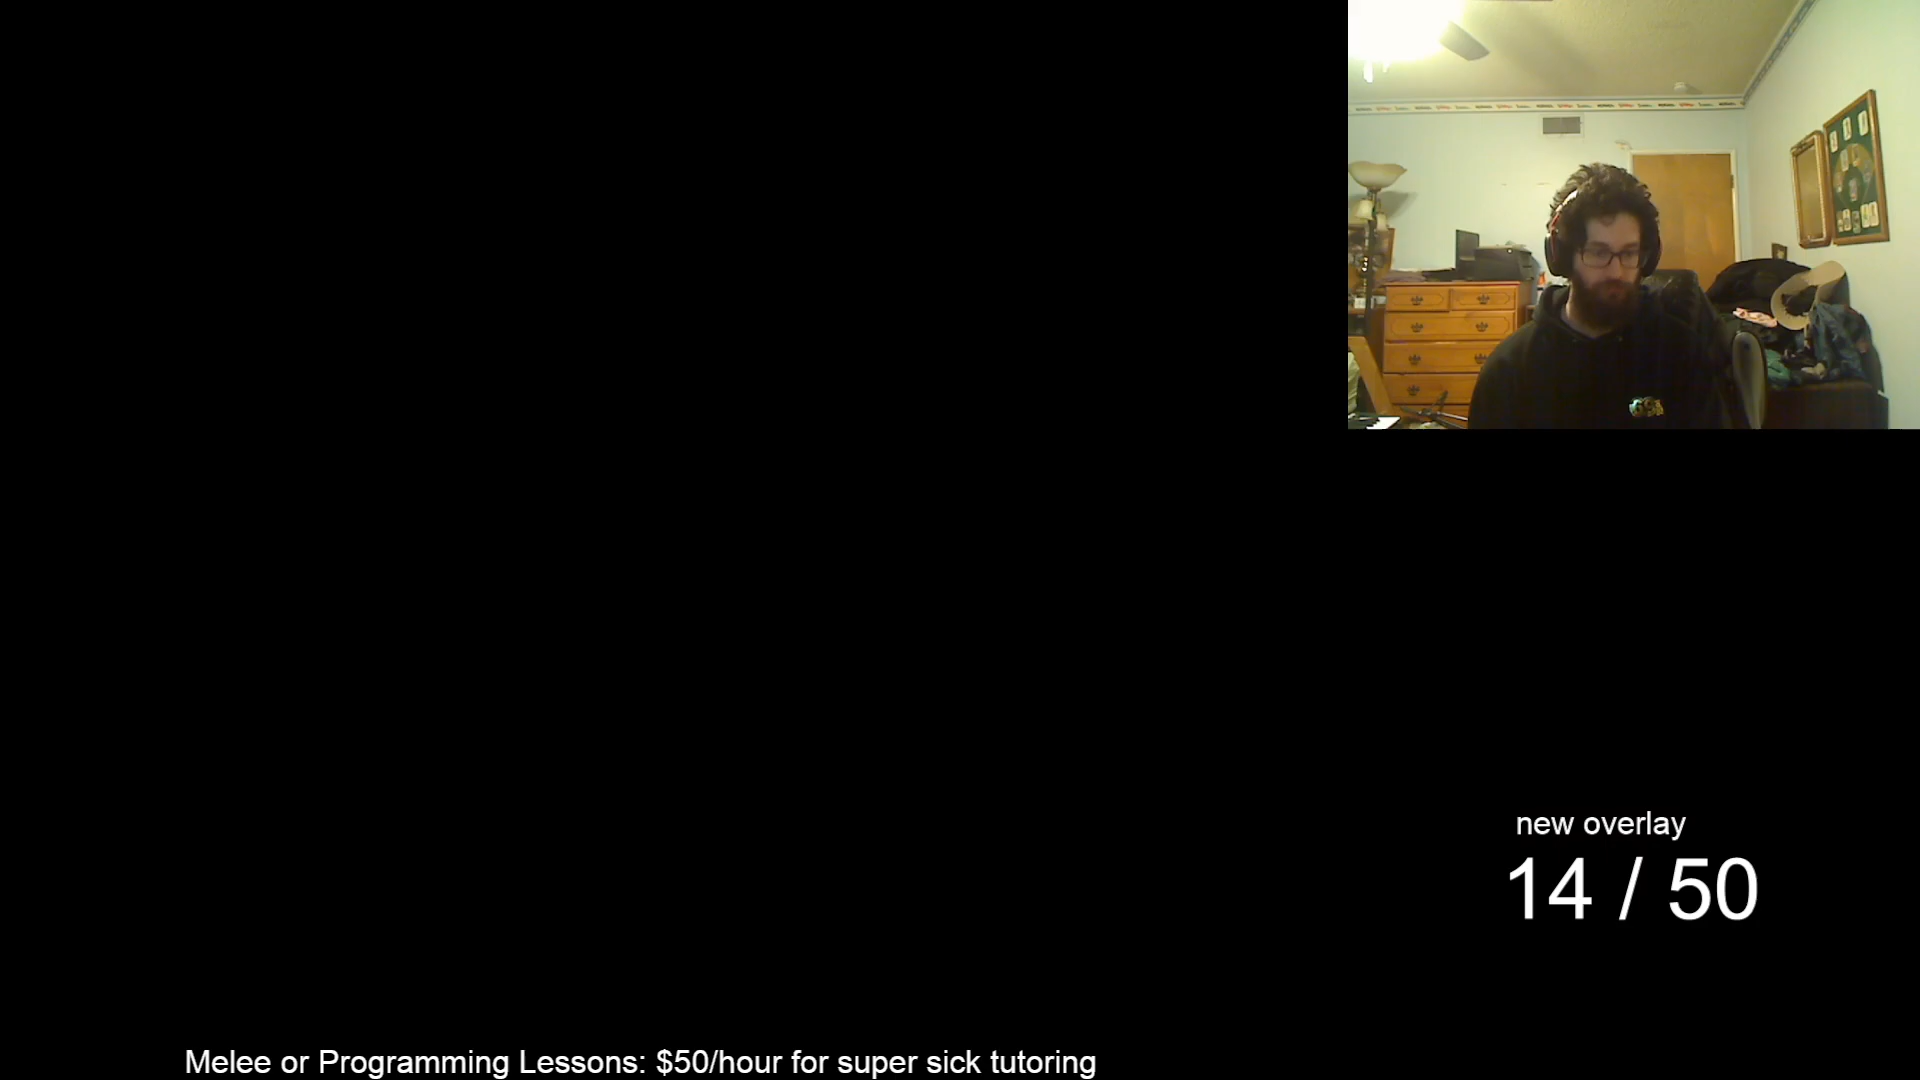 new overlay
14 / 50
Melee or Programming Lessons: $50/hour for super sick tutoring